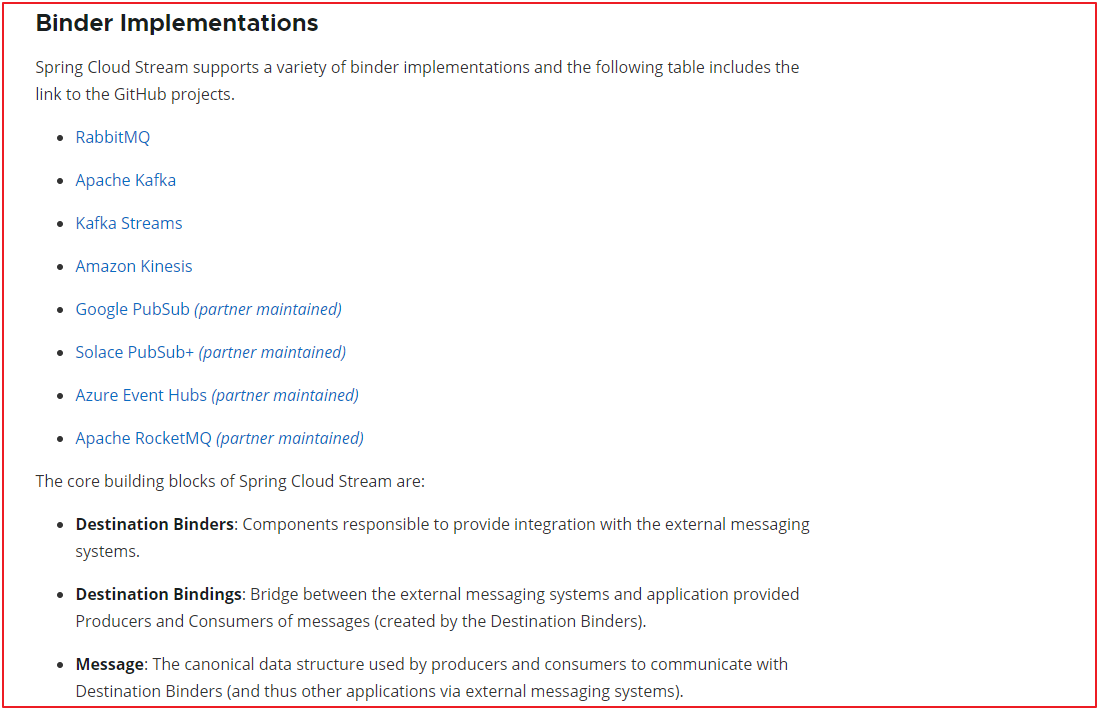 Binder Implementations
Spring Cloud Stream supports a variety of binder implementations and the following table includes the
link to the GitHub projects.
• RabbitMQ
• Apache Kafka
• Kafka Streams
• Amazon Kinesis
• Google PubSub (partner maintained)
• Solace PubSub+ (partner maintained)
• Azure Event Hubs (partner maintained)
• Apache RocketMQ (partner maintained)
The core building blocks of Spring Cloud Stream are:
• Destination Binders: Components responsible to provide integration with the external messaging
systems.
• Destination Bindings: Bridge between the external messaging systems and application provided
Producers and Consumers of messages (created by the Destination Binders).
• Message: The canonical data structure used by producers and consumers to communicate with
Destination Binders (and thus other applications via external messaging systems).